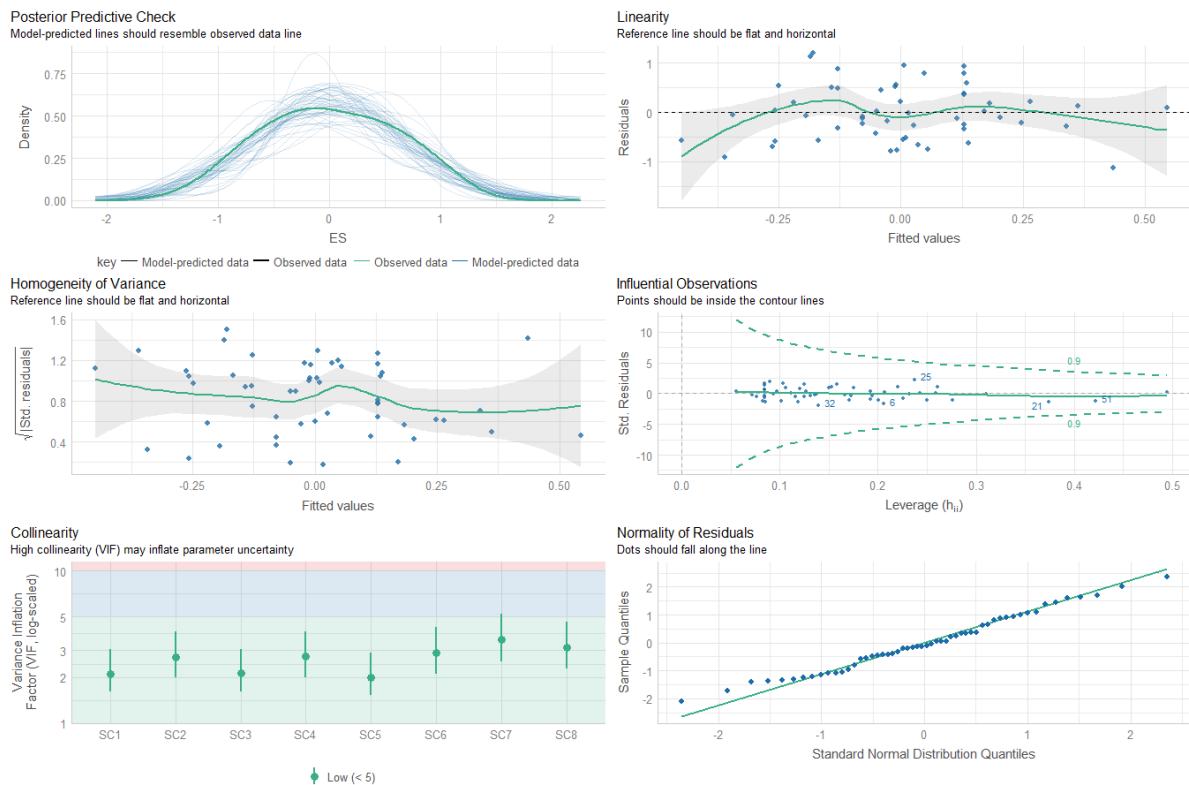 Posterior Predictive Check
Model-predicted lines should resemble observed data line
Density
0.75
0.50
0.25
0.00
-2
-1
0
1
2
ES
key
Model-predicted data
Observed data
Observed data
Model-predicted data
Linearity
Reference line should be flat and horizontal
Residuals
1
0
-1
-0.25
0.00
0.25
0.50
Fitted values
Homogeneity of Variance
Reference line should be flat and horizontal
√|Std. residuals|
1.6
1.2
0.8
0.4
-0.25
0.00
0.25
0.50
Fitted values
Influential Observations
Points should be inside the contour lines
Std. Residuals
10
5
0
-5
-10
0.9
25
32
6
21
51
0.9
0.0
0.1
0.2
0.3
0.4
0.5
Leverage (hii)
Collinearity
High collinearity (VIF) may inflate parameter uncertainty
Variance Inflation
Factor (VIF, log-scaled)
10
5
3
2
1
SC1
SC2
SC3
SC4
SC5
SC6
SC7
SC8
Low (< 5)
Normality of Residuals
Dots should fall along the line
Sample Quantiles
2
1
0
-1
-2
-2
-1
0
1
2
Standard Normal Distribution Quantiles